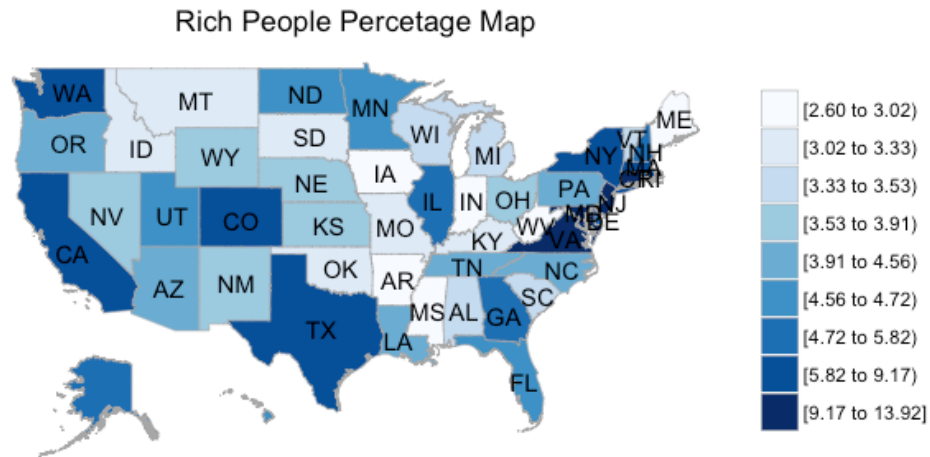 Rich People Percetage Map
WA
MT
ND
MN
ME
OR
ID
SD
WI
MI
VT
NH
NY
MA
WY
IA
CT
RI
NE
IL
IN
OH
PA
NJ
NV
UT
CO
KS
MO
WV
MD
DE
CA
KY
VA
AZ
NM
OK
AR
TN
NC
TX
LA
MS
AL
GA
SC
FL
[2.60 to 3.02)
[3.02 to 3.33)
[3.33 to 3.53)
[3.53 to 3.91)
[3.91 to 4.56)
[4.56 to 4.72)
[4.72 to 5.82)
[5.82 to 9.17)
[9.17 to 13.92]